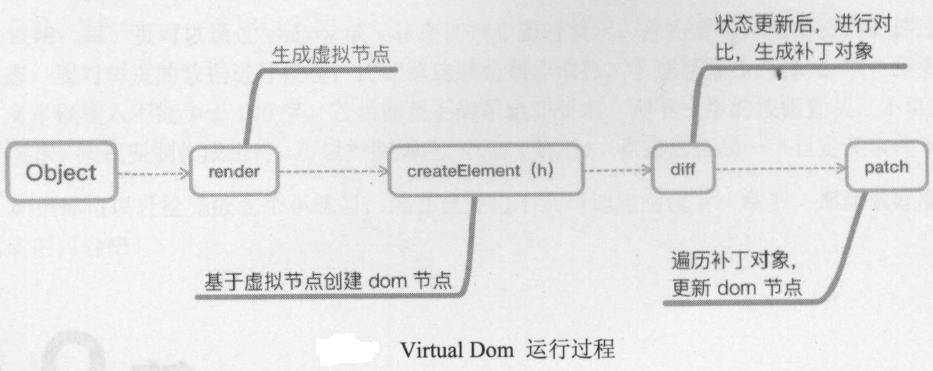 状态更新后，进行对
比，生成补丁对象
生成虚拟节点
Object
render
createElement (h)
diff
patch
基于虚拟节点创建 dom 节点
遍历补丁对象，
更新 dom 节点
Virtual Dom 运行过程